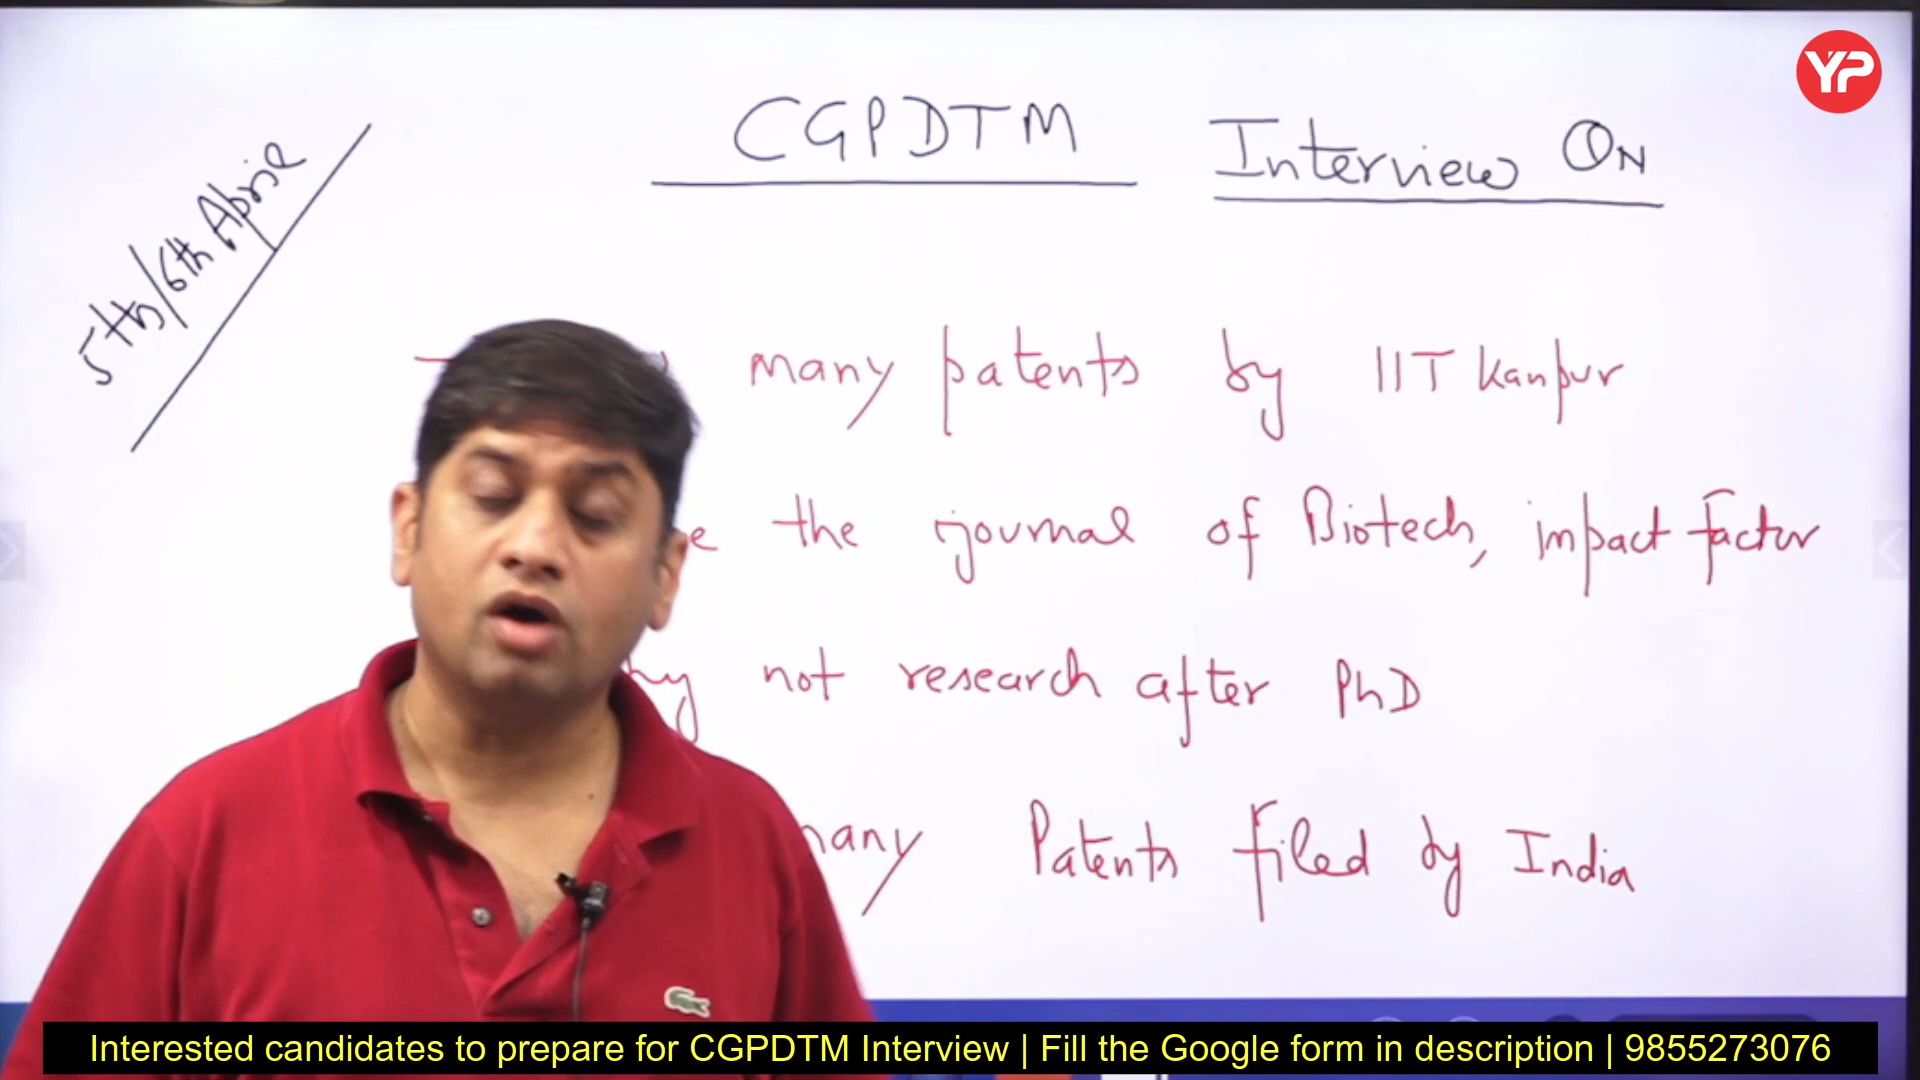 YP
CGPDTM Interview ON
5th/6th April
many patents by IIT Kanpur
the journal of Biotech, impact factor
not research after PhD
Patents filed by India
Interested candidates to prepare for CGPDTM Interview | Fill the Google form in description | 9855273076